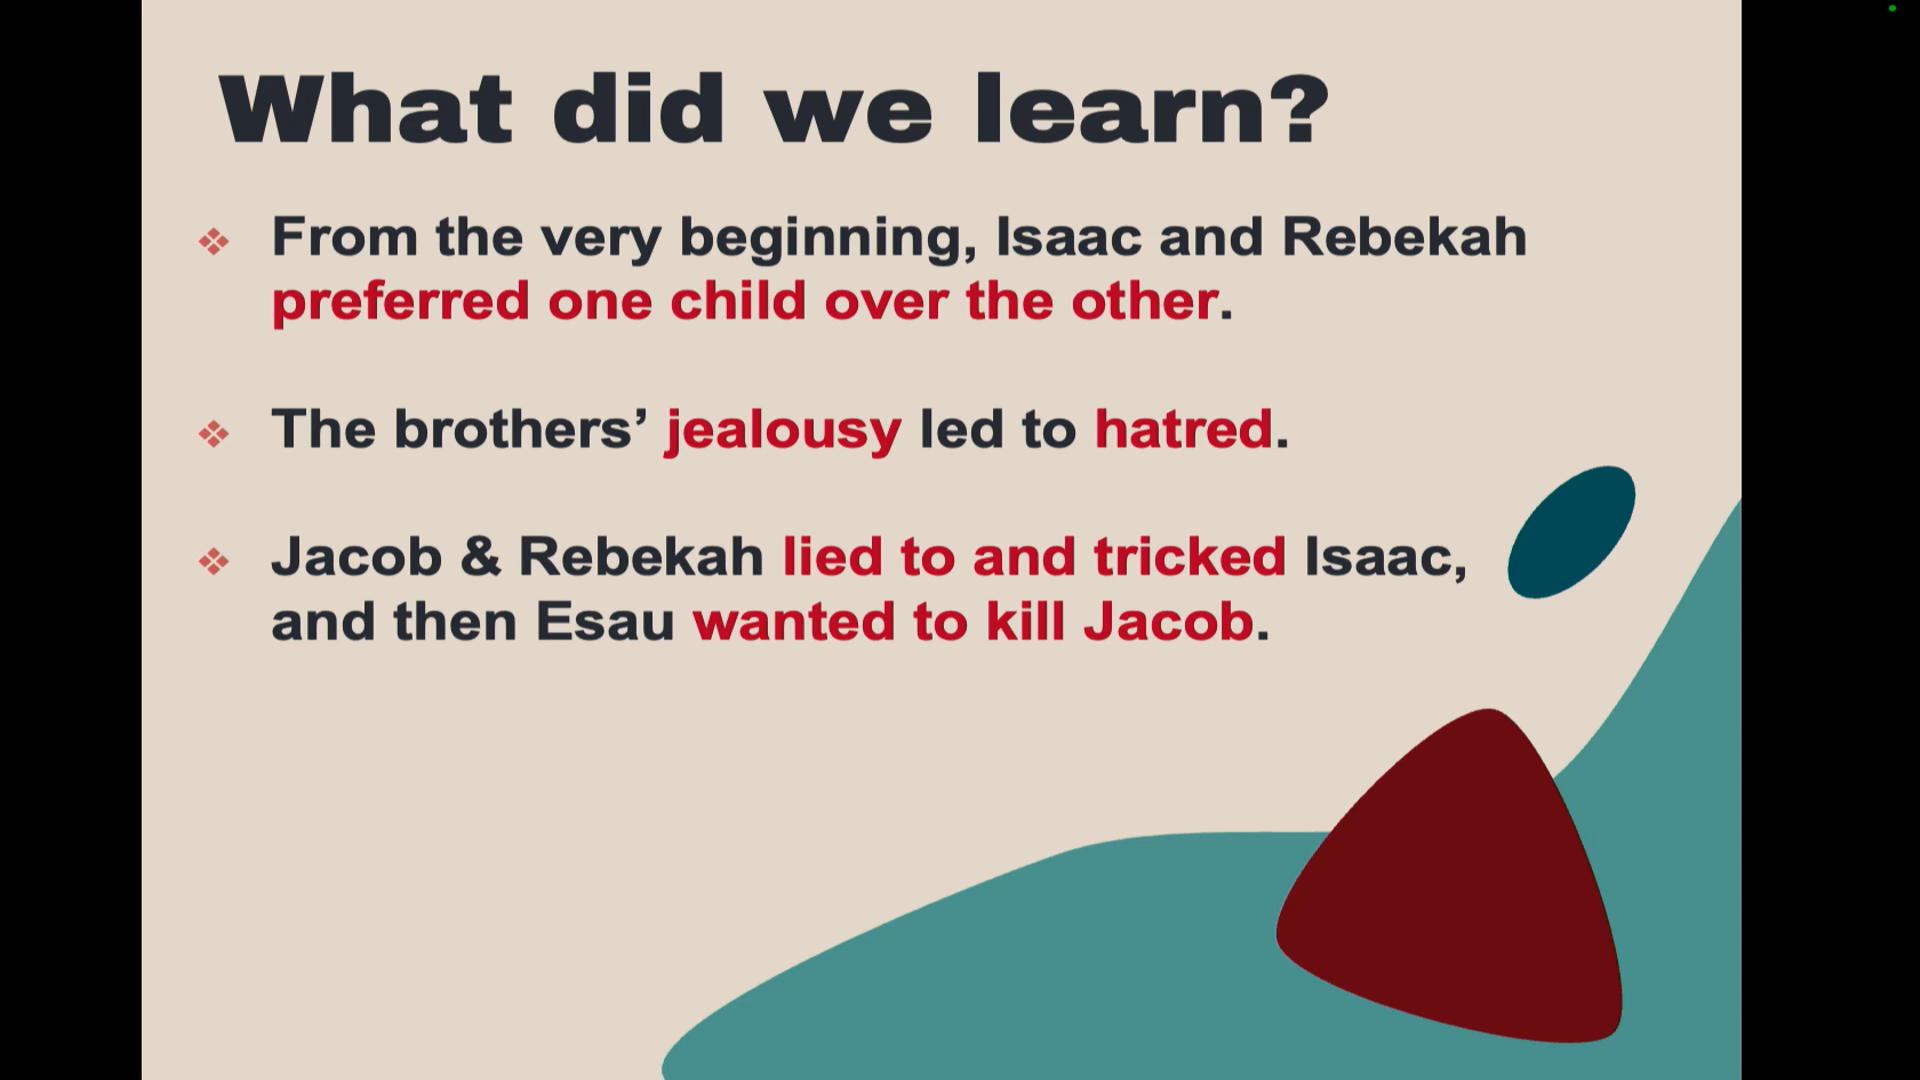 What did we learn?
❖ From the very beginning, Isaac and Rebekah
preferred one child over the other.
❖ The brothers’ jealousy led to hatred.
❖ Jacob & Rebekah lied to and tricked Isaac,
and then Esau wanted to kill Jacob.